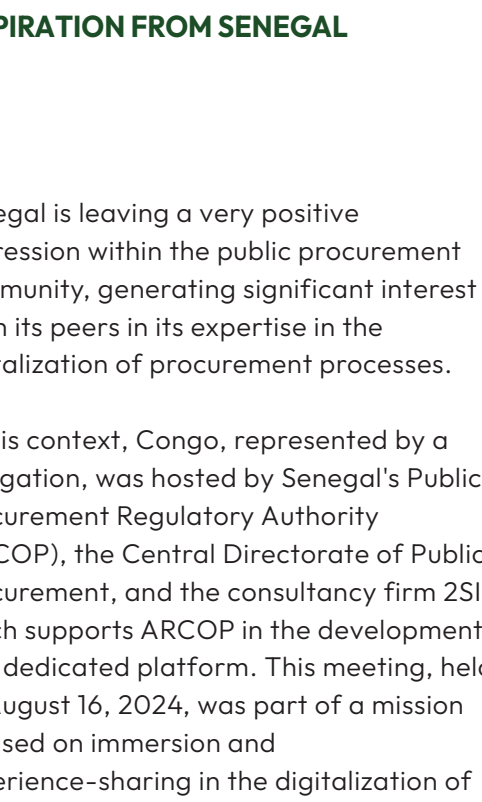 PIRATION FROM SENEGAL
egal is leaving a very positive
ression within the public procurement
munity, generating significant interest
n its peers in its expertise in the
alization of procurement processes.
is context, Congo, represented by a
gation, was hosted by Senegal's Public
curement Regulatory Authority
COP), the Central Directorate of Public
curement, and the consultancy firm 2SI
ch supports ARCOP in the development
dedicated platform. This meeting, held
ugust 16, 2024, was part of a mission
sed on immersion and
erience-sharing in the digitalization of